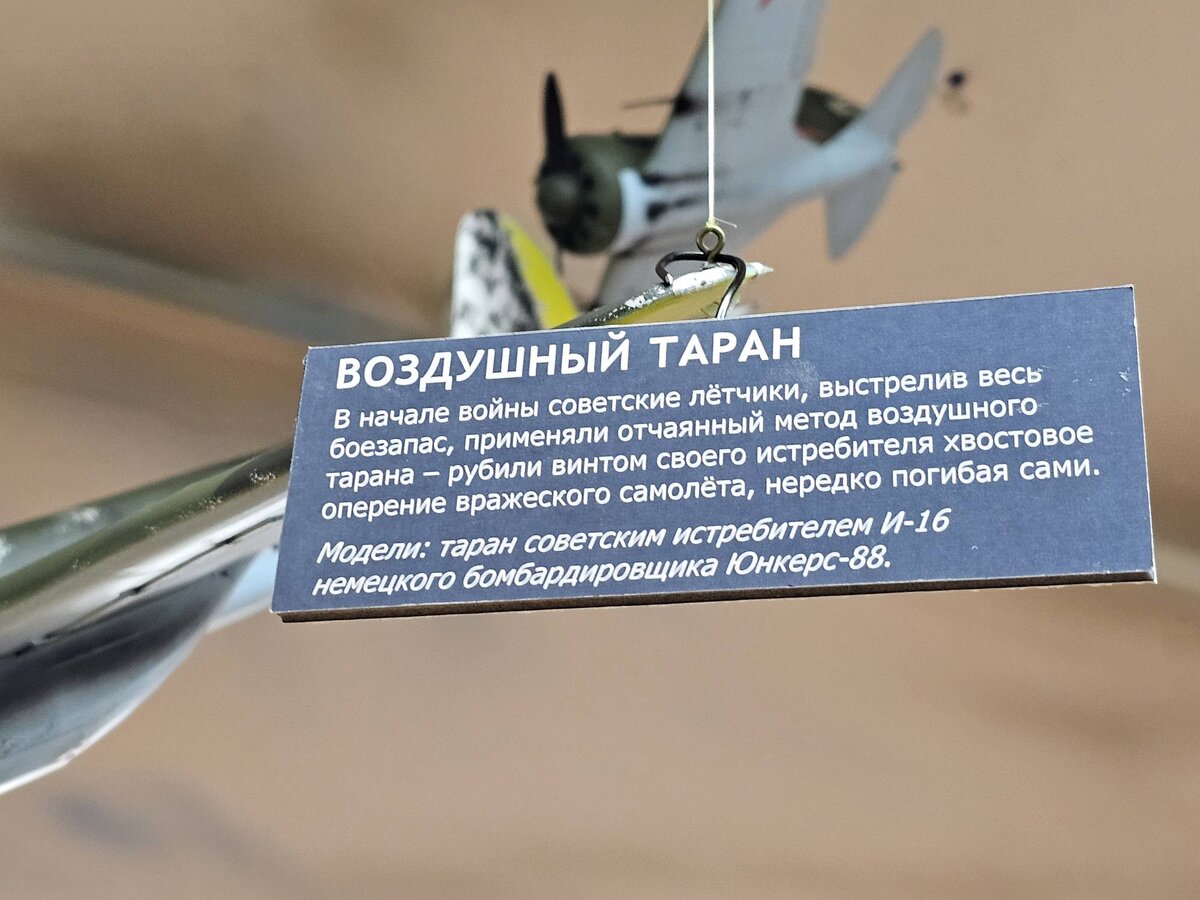 ВОЗДУШНЫЙ ТАРАН
В начале войны советские лётчики, выстрелив весь
боезапас, применяли отчаянный метод воздушного
тарана – рубили винтом своего истребителя хвостовое
оперение вражеского самолёта, нередко погибая сами.
Модели: таран советским истребителем И-16
немецкого бомбардировщика Юнкерс-88.